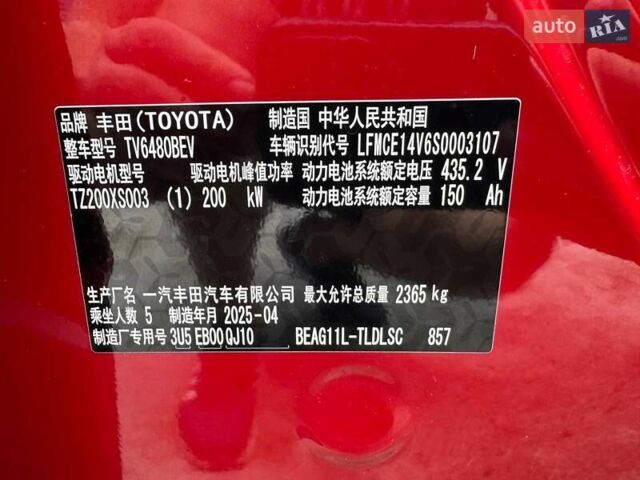 auto RIA.com
品牌 丰田(TOYOTA) 制造国 中华人民共和国
整车型号 TV6480BEV 车辆识别代号 LFMCE14V6S0003107
驱动电机型号 驱动电机峰值功率 动力电池系统额定电压 435.2 V
TZ200XS003 (1) 200 kW 动力电池系统额定容量 150 Ah
生产厂名 一汽丰田汽车有限公司 最大允许总质量 2365 kg
乘坐人数 5 制造年月 2025-04
制造厂专用号 3U5 EB00 QJ10 BEAG11L-TLDLSC 857